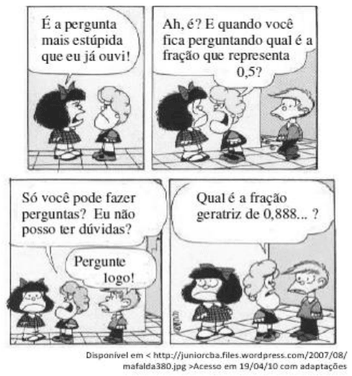 É a pergunta
mais estúpida
que eu já ouvi!
Ah, é? E quando você
fica perguntando qual é a
fração que representa
0,5?
Só você pode fazer
perguntas? Eu não
posso ter dúvidas?
Pergunte
logo!
Qual é a fração
geratriz de 0,888... ?
Disponível em < http://juniorcba.files.wordpress.com/2007/08/
mafalda380.jpg >Acesso em 19/04/10 com adaptações